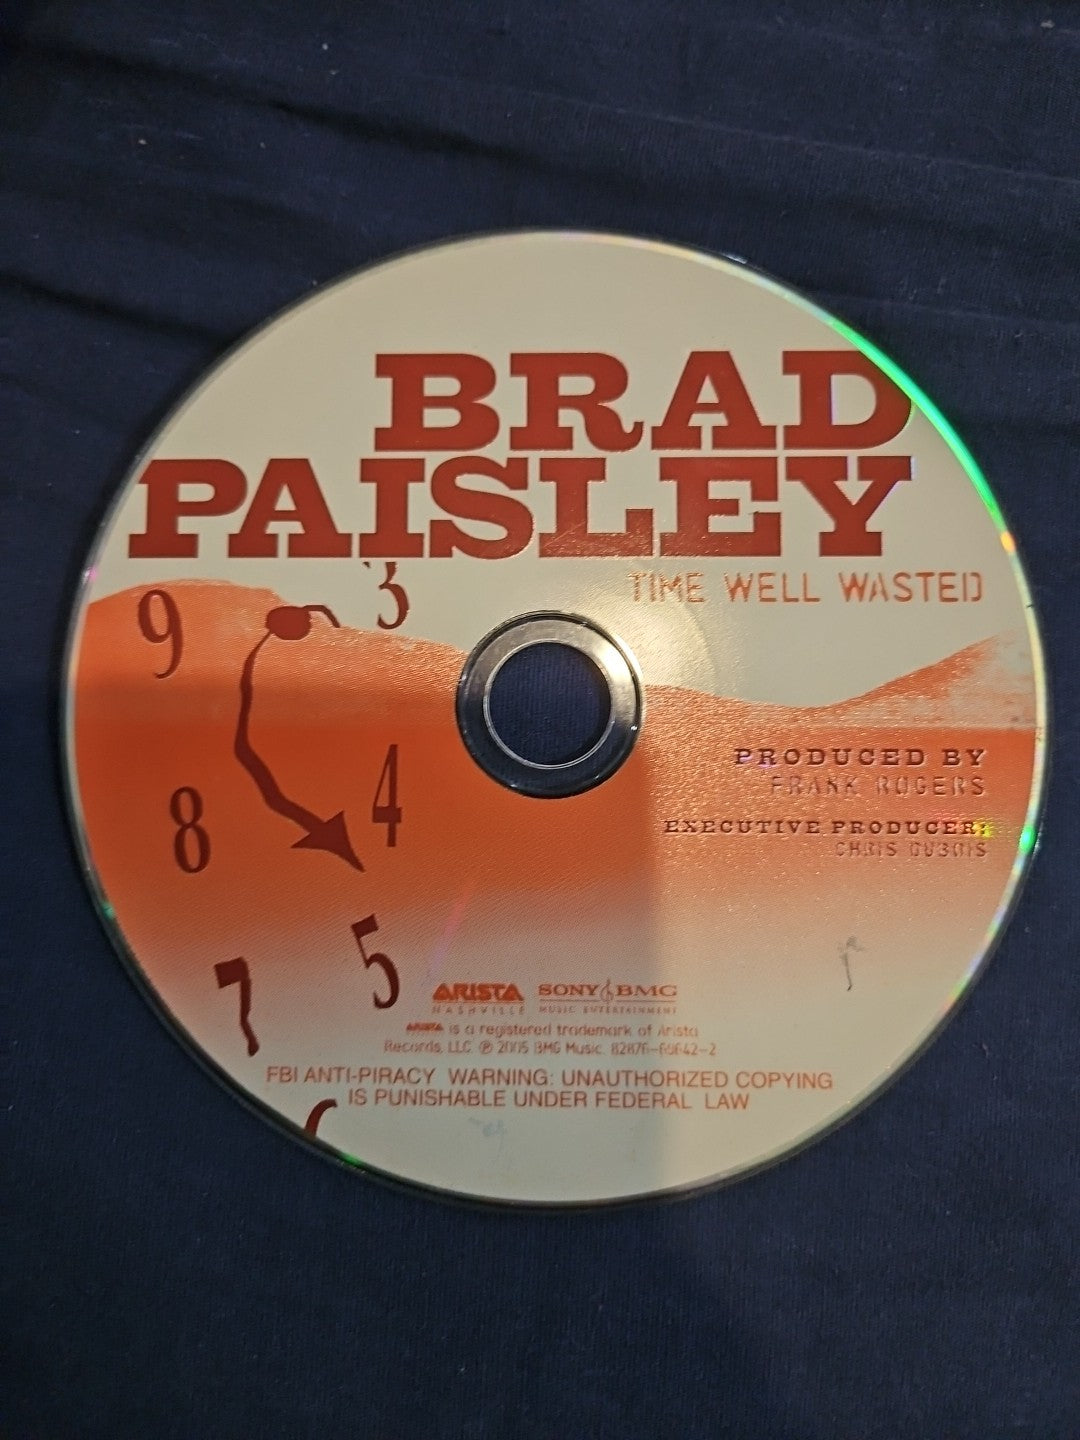 BRAD
PAISLEY
TIME WELL WASTED
9
3
8
4
7
5
6
PRODUCED BY
FRANK ROGERS
EXECUTIVE PRODUCER:
CHRIS DUBOIS
ARISTA
NASHVILLE
SONY BMG
MUSIC ENTERTAINMENT
ARISTA is a registered trademark of Arista
Records, LLC. ℗ 2005 BMG Music. 82876-69642-2
FBI ANTI-PIRACY WARNING: UNAUTHORIZED COPYING
IS PUNISHABLE UNDER FEDERAL LAW